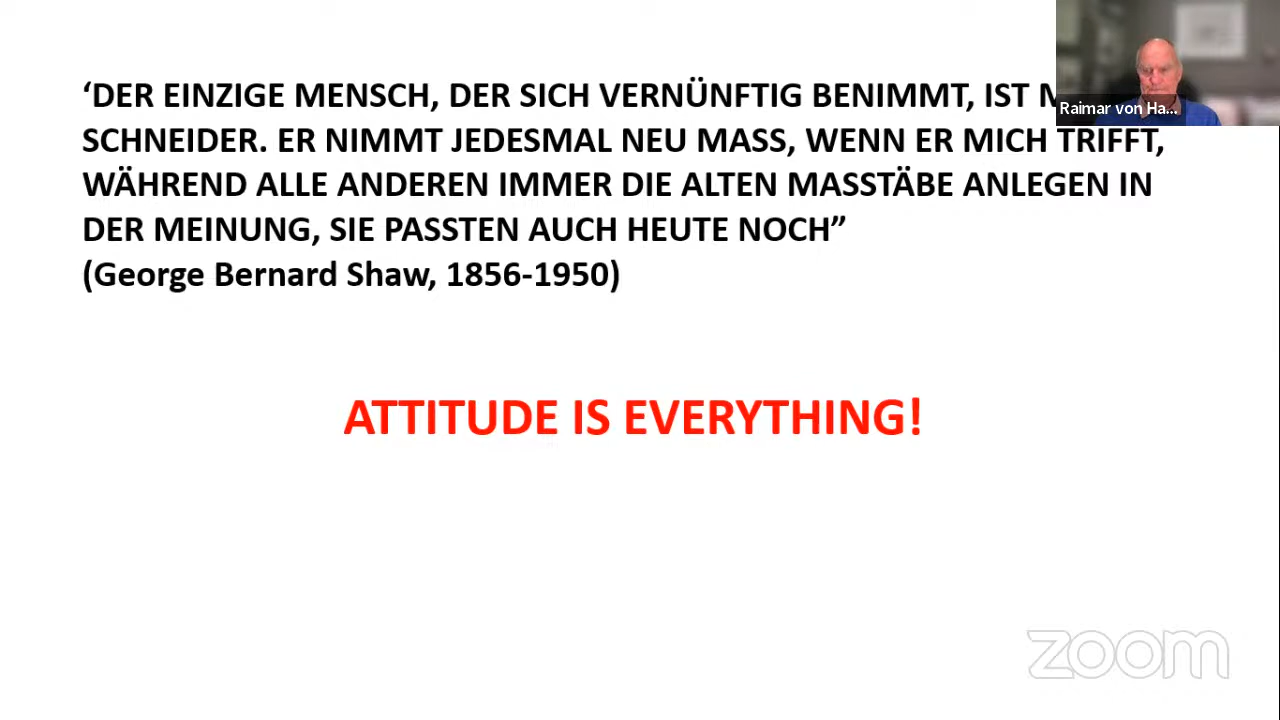 ‘DER EINZIGE MENSCH, DER SICH VERNÜNFTIG BENIMMT, IST
SCHNEIDER. ER NIMMT JEDESMAL NEU MASS, WENN ER MICH TRIFFT,
WÄHREND ALLE ANDEREN IMMER DIE ALTEN MASSTÄBE ANLEGEN IN
DER MEINUNG, SIE PASSTEN AUCH HEUTE NOCH”
(George Bernard Shaw, 1856-1950)
ATTITUDE IS EVERYTHING!
Raimar von Ha...
zoom